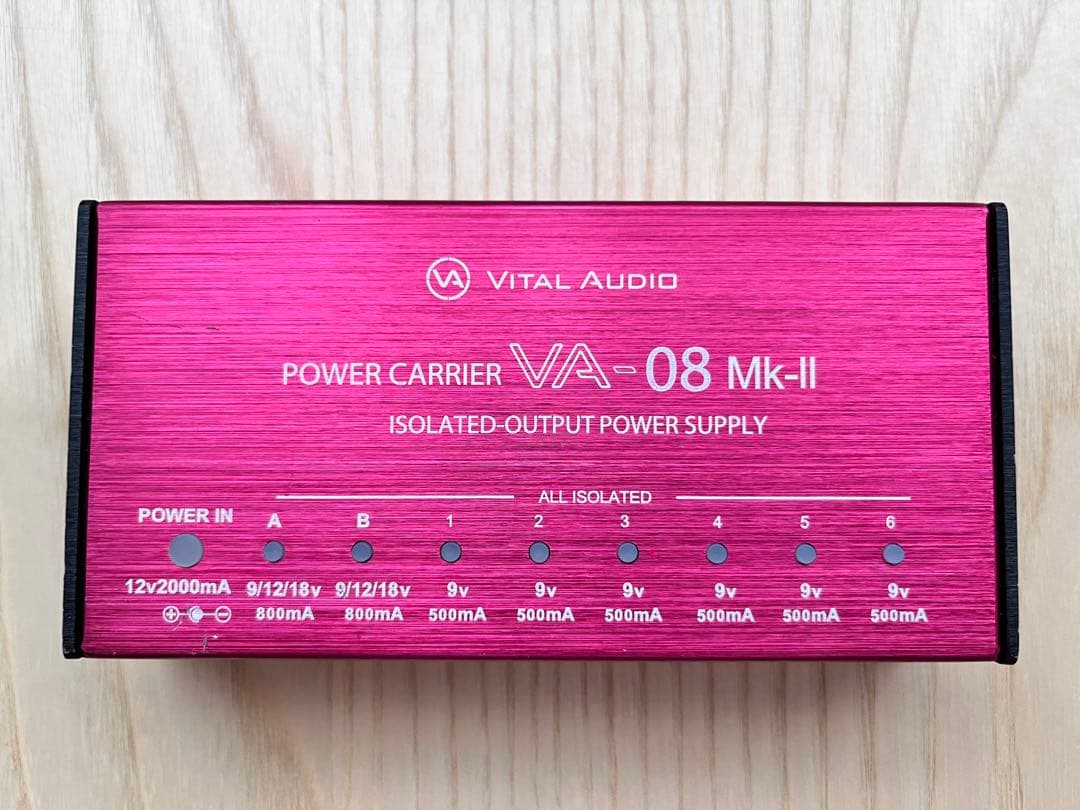 VA VITAL AUDIO
POWER CARRIER VA-08 Mk-II
ISOLATED-OUTPUT POWER SUPPLY
ALL ISOLATED
POWER IN A B 1 2 3 4 5 6
12v2000mA 9/12/18v 9/12/18v 9v 9v 9v 9v 9v 9v
800mA 800mA 500mA 500mA 500mA 500mA 500mA 500mA